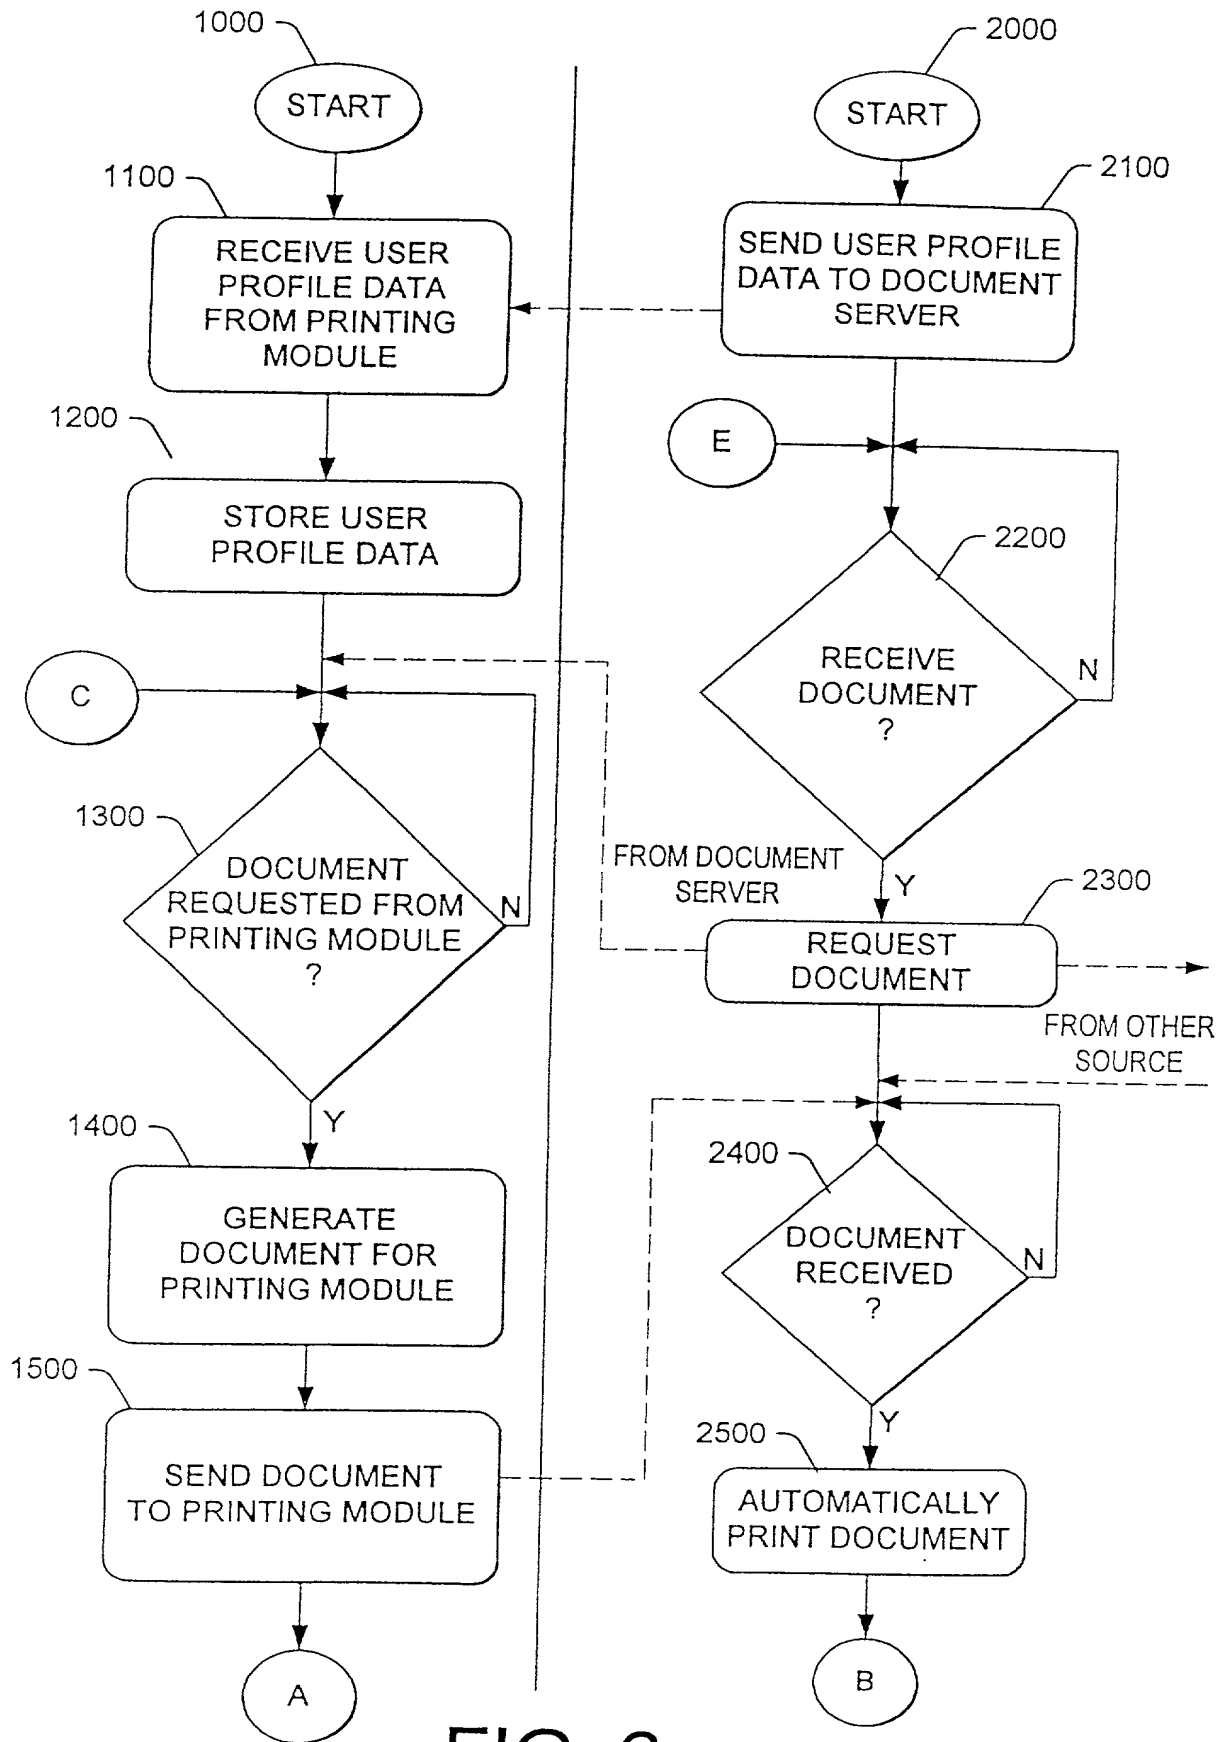 1000
START
1100
RECEIVE USER
PROFILE DATA
FROM PRINTING
MODULE
1200
STORE USER
PROFILE DATA
C
1300
DOCUMENT
REQUESTED FROM
PRINTING MODULE
?
N
Y
1400
GENERATE
DOCUMENT FOR
PRINTING MODULE
1500
SEND DOCUMENT
TO PRINTING MODULE
A
2000
START
2100
SEND USER PROFILE
DATA TO DOCUMENT
SERVER
E
2200
RECEIVE
DOCUMENT
?
N
Y
FROM DOCUMENT
SERVER
2300
REQUEST
DOCUMENT
FROM OTHER
SOURCE
2400
DOCUMENT
RECEIVED
?
N
Y
2500
AUTOMATICALLY
PRINT DOCUMENT
B
FIG.